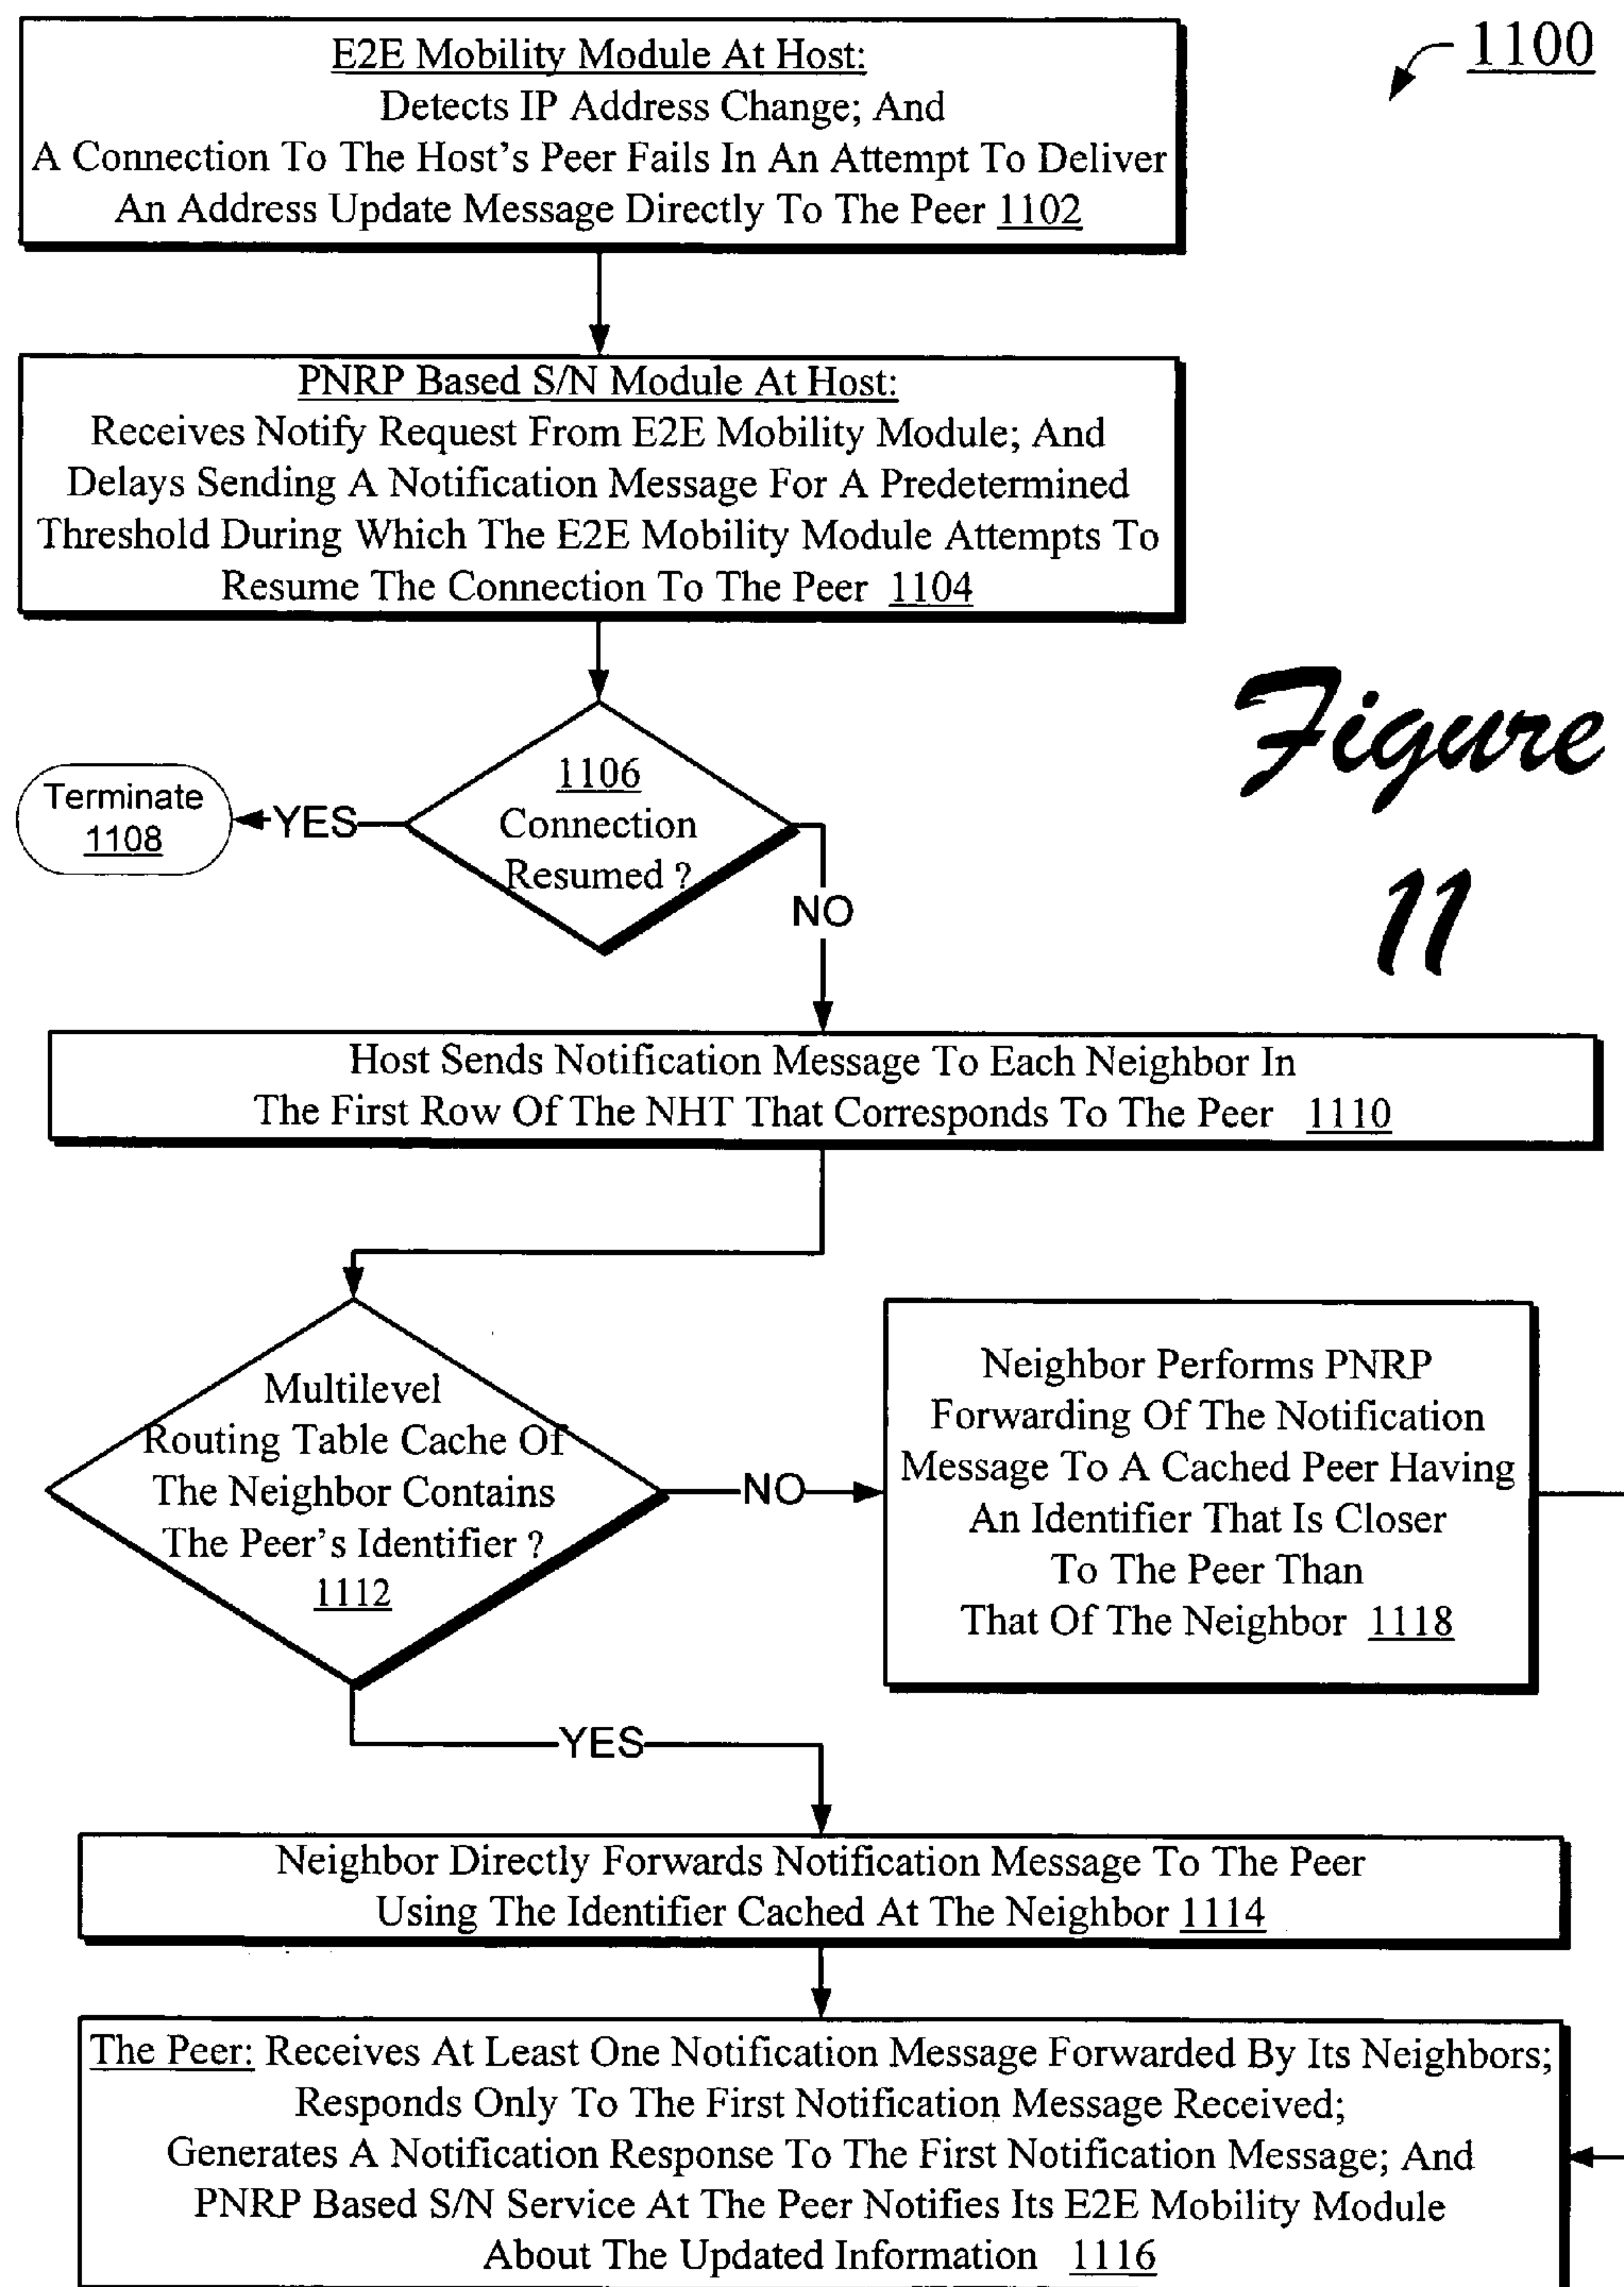 1100
E2E Mobility Module At Host:
Detects IP Address Change; And
A Connection To The Host's Peer Fails In An Attempt To Deliver
An Address Update Message Directly To The Peer 1102
PNRP Based S/N Module At Host:
Receives Notify Request From E2E Mobility Module; And
Delays Sending A Notification Message For A Predetermined
Threshold During Which The E2E Mobility Module Attempts To
Resume The Connection To The Peer 1104
Figure
11
1106
Connection
Resumed ?
YES
Terminate
1108
NO
Host Sends Notification Message To Each Neighbor In
The First Row Of The NHT That Corresponds To The Peer 1110
Multilevel
Routing Table Cache Of
The Neighbor Contains
The Peer's Identifier ?
1112
NO
Neighbor Performs PNRP
Forwarding Of The Notification
Message To A Cached Peer Having
An Identifier That Is Closer
To The Peer Than
That Of The Neighbor 1118
YES
Neighbor Directly Forwards Notification Message To The Peer
Using The Identifier Cached At The Neighbor 1114
The Peer: Receives At Least One Notification Message Forwarded By Its Neighbors;
Responds Only To The First Notification Message Received;
Generates A Notification Response To The First Notification Message; And
PNRP Based S/N Service At The Peer Notifies Its E2E Mobility Module
About The Updated Information 1116